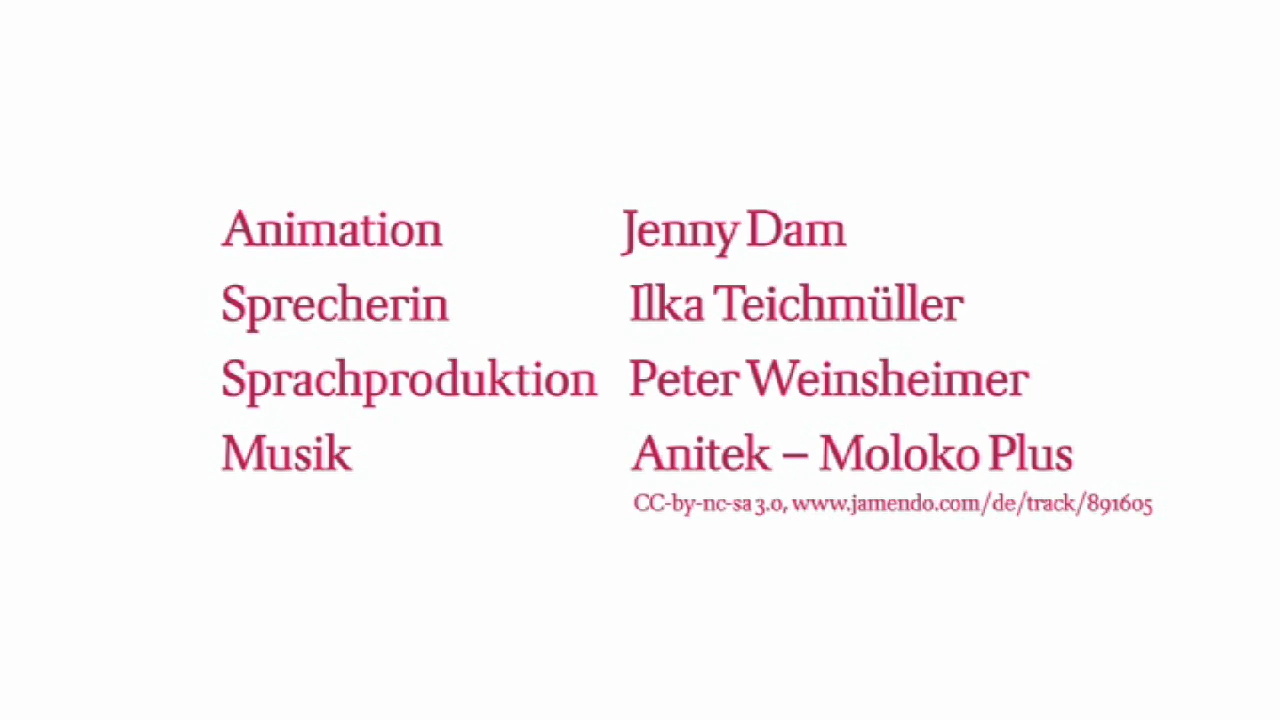 Animation Jenny Dam
Sprecherin Ilka Teichmüller
Sprachproduktion Peter Weinsheimer
Musik Anitek – Moloko Plus
CC-by-nc-sa 3.0, www.jamendo.com/de/track/891605